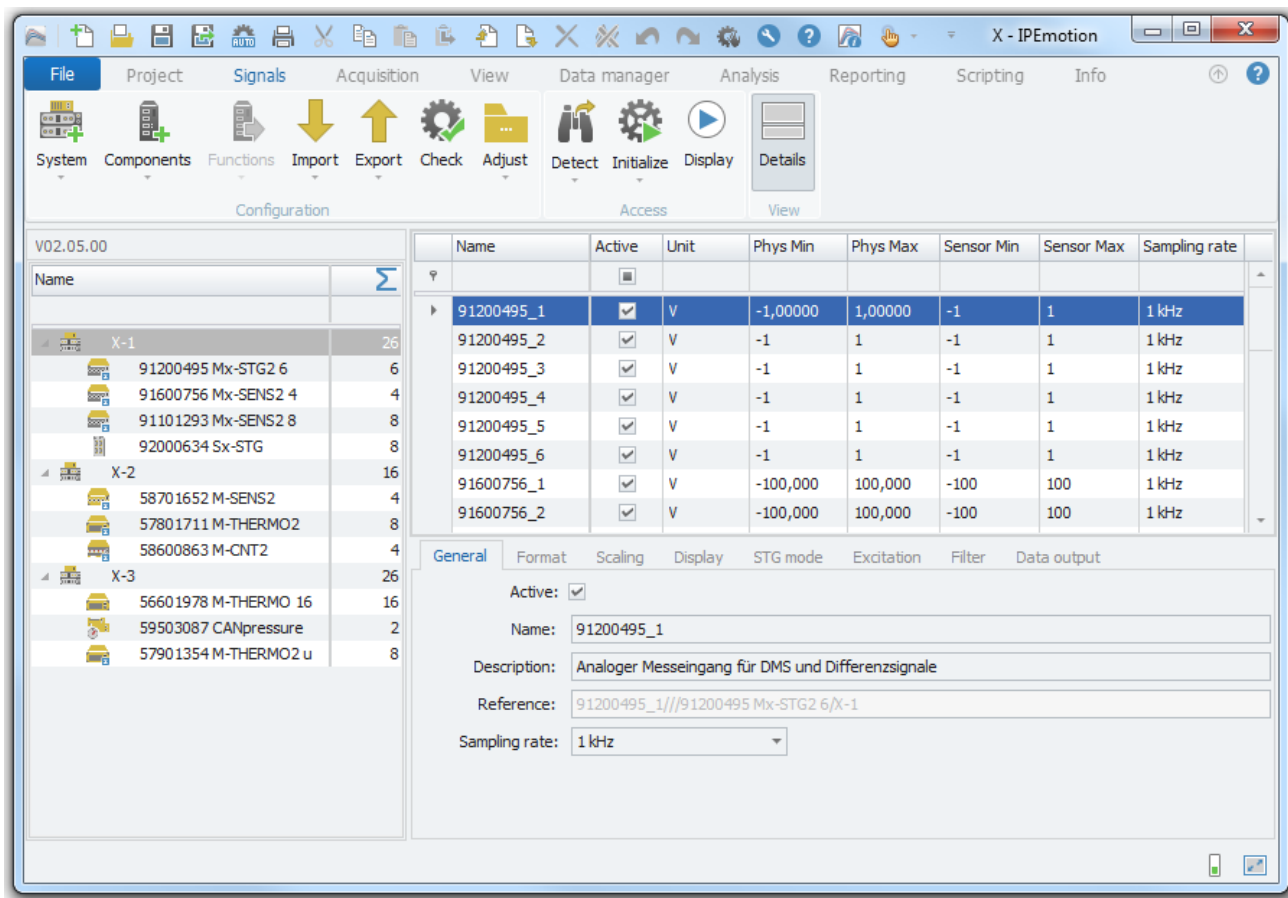 AUTO
X - IPEmotion
File Project Signals Acquisition View Data manager Analysis Reporting Scripting Info
System Components Functions Import Export Check Adjust Detect Initialize Display Details
Configuration Access View
V02.05.00
Name Σ
X-1 26
91200495 Mx-STG2 6 6
91600756 Mx-SENS2 4 4
91101293 Mx-SENS2 8 8
92000634 Sx-STG 8
X-2 16
58701652 M-SENS2 4
57801711 M-THERMO2 8
58600863 M-CNT2 4
X-3 26
56601978 M-THERMO 16 16
59503087 CANpressure 2
57901354 M-THERMO2 u 8
Name Active Unit Phys Min Phys Max Sensor Min Sensor Max Sampling rate
91200495_1 V -1,00000 1,00000 -1 1 1 kHz
91200495_2 V -1 1 -1 1 1 kHz
91200495_3 V -1 1 -1 1 1 kHz
91200495_4 V -1 1 -1 1 1 kHz
91200495_5 V -1 1 -1 1 1 kHz
91200495_6 V -1 1 -1 1 1 kHz
91600756_1 V -100,000 100,000 -100 100 1 kHz
91600756_2 V -100,000 100,000 -100 100 1 kHz
General Format Scaling Display STG mode Excitation Filter Data output
Active:
Name: 91200495_1
Description: Analoger Messeingang für DMS und Differenzsignale
Reference: 91200495_1///91200495 Mx-STG2 6/X-1
Sampling rate: 1 kHz